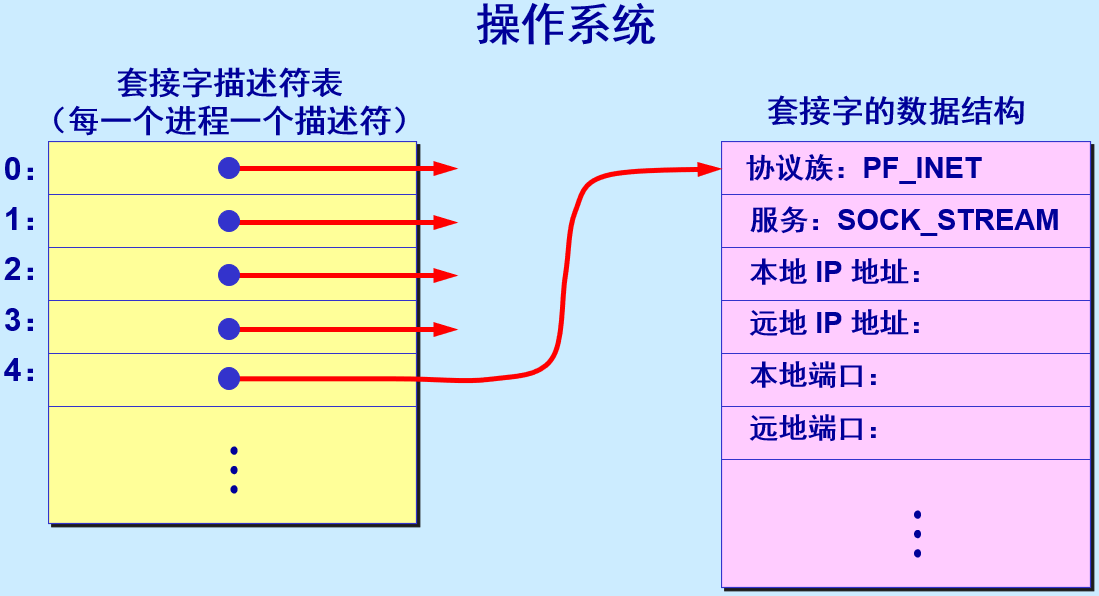 操作系统
套接字描述符表
（每一个进程一个描述符）
0：
1：
2：
3：
4：
套接字的数据结构
协议族：PF_INET
服务：SOCK_STREAM
本地 IP 地址：
远地 IP 地址：
本地端口：
远地端口：